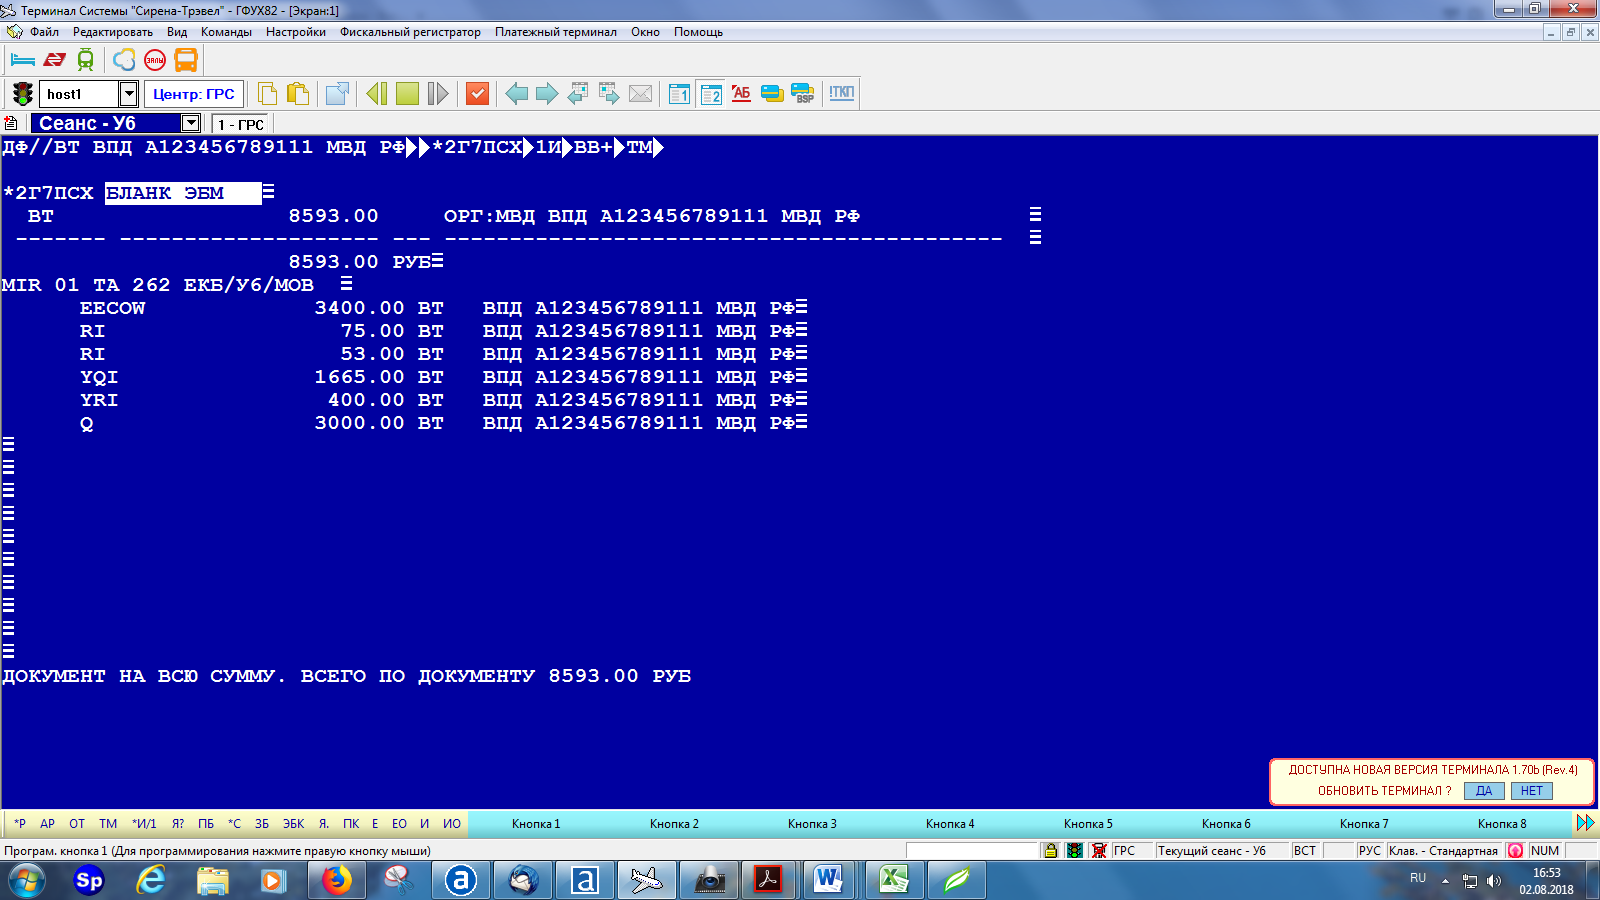 Терминал Системы "Сирена-Трэвел" - ГФУХ82 - [Экран:1]
Файл Редактировать Вид Команды Настройки Фискальный регистратор Платежный терминал Окно Помощь
ЗАЛЫ
host1 Центр: ГРС 1 2 АБ BSP !ТКП
Сеанс - У6 1 - ГРС
ДФ//ВТ ВПД А123456789111 МВД РФ *2Г7ПСХ 1И ВВ+ ТМ
*2Г7ПСХ БЛАНК ЭБМ
ВТ 8593.00 ОРГ:МВД ВПД А123456789111 МВД РФ
------- -------------------- --- -------------------------------------------
8593.00 РУБ
MIR 01 ТА 262 ЕКБ/У6/МОВ
EECOW 3400.00 ВТ ВПД А123456789111 МВД РФ
RI 75.00 ВТ ВПД А123456789111 МВД РФ
RI 53.00 ВТ ВПД А123456789111 МВД РФ
YQI 1665.00 ВТ ВПД А123456789111 МВД РФ
YRI 400.00 ВТ ВПД А123456789111 МВД РФ
Q 3000.00 ВТ ВПД А123456789111 МВД РФ
ДОКУМЕНТ НА ВСЮ СУММУ. ВСЕГО ПО ДОКУМЕНТУ 8593.00 РУБ
ДОСТУПНА НОВАЯ ВЕРСИЯ ТЕРМИНАЛА 1.70b (Rev.4)
ОБНОВИТЬ ТЕРМИНАЛ ? ДА НЕТ
*Р АР ОТ ТМ *И/1 Я? ПБ *С ЗБ ЭБК Я. ПК Е ЕО И ИО Кнопка 1 Кнопка 2 Кнопка 3 Кнопка 4 Кнопка 5 Кнопка 6 Кнопка 7 Кнопка 8
Програм. кнопка 1 (Для программирования нажмите правую кнопку мыши) ГРС Текущий сеанс - У6 ВСТ РУС Клав. - Стандартная NUM
Sp a a W X RU 16:53
02.08.2018